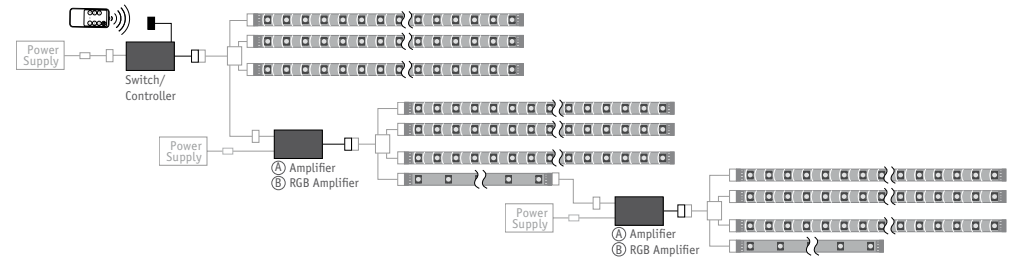 Power
Supply
Switch/
Controller
Power
Supply
A Amplifier
B RGB Amplifier
Power
Supply
A Amplifier
B RGB Amplifier